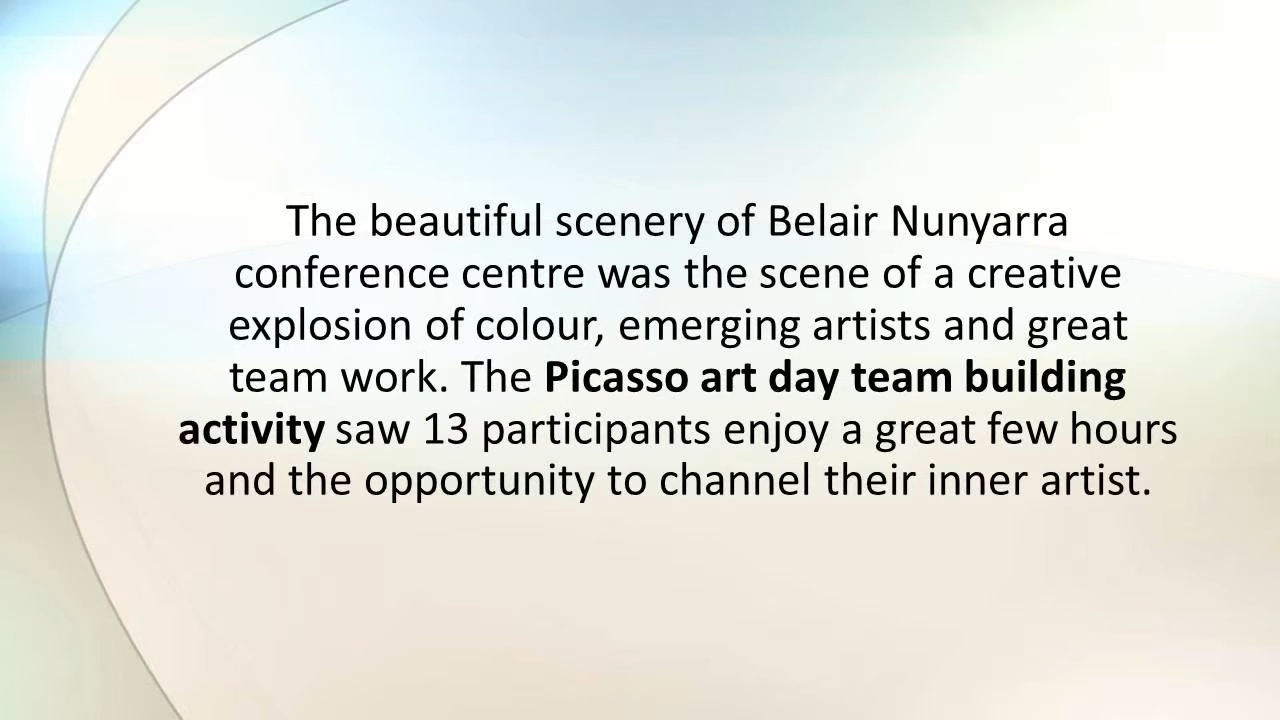 The beautiful scenery of Belair Nunyarra
conference centre was the scene of a creative
explosion of colour, emerging artists and great
team work. The Picasso art day team building
activity saw 13 participants enjoy a great few hours
and the opportunity to channel their inner artist.